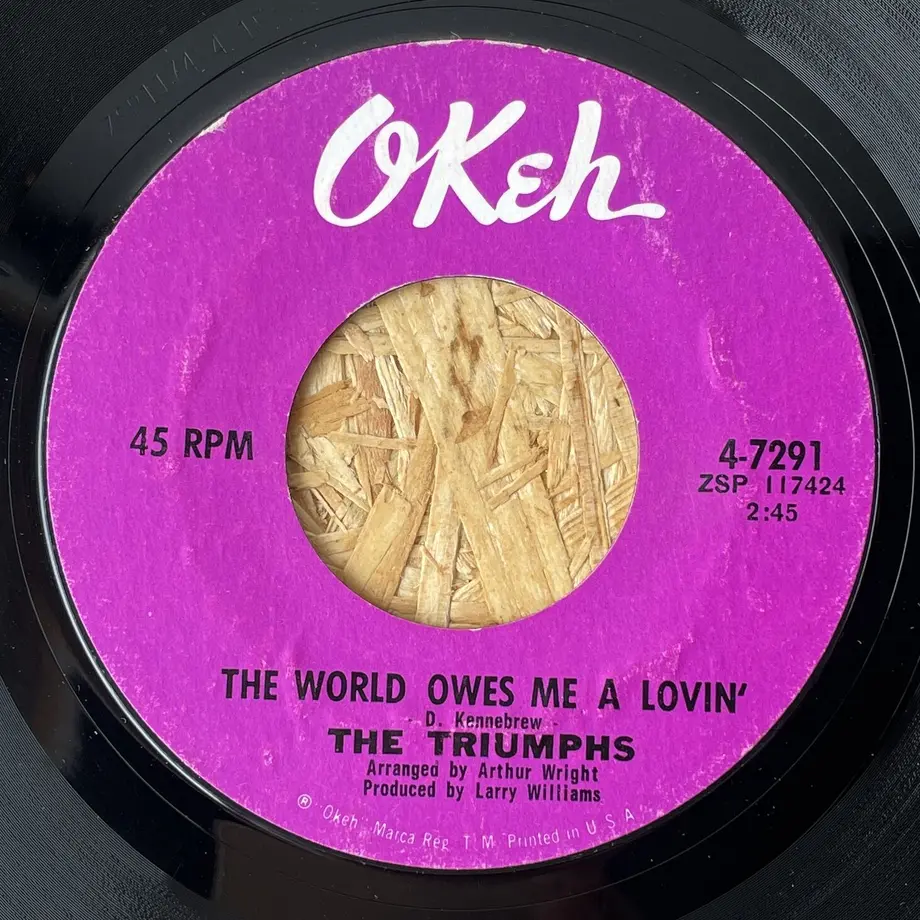 OKeh
45 RPM
4-7291
ZSP 117424
2:45
THE WORLD OWES ME A LOVIN'
- D. Kennebrew -
THE TRIUMPHS
Arranged by Arthur Wright
Produced by Larry Williams
® "Okeh" Marca Reg. T.M. Printed in U S A